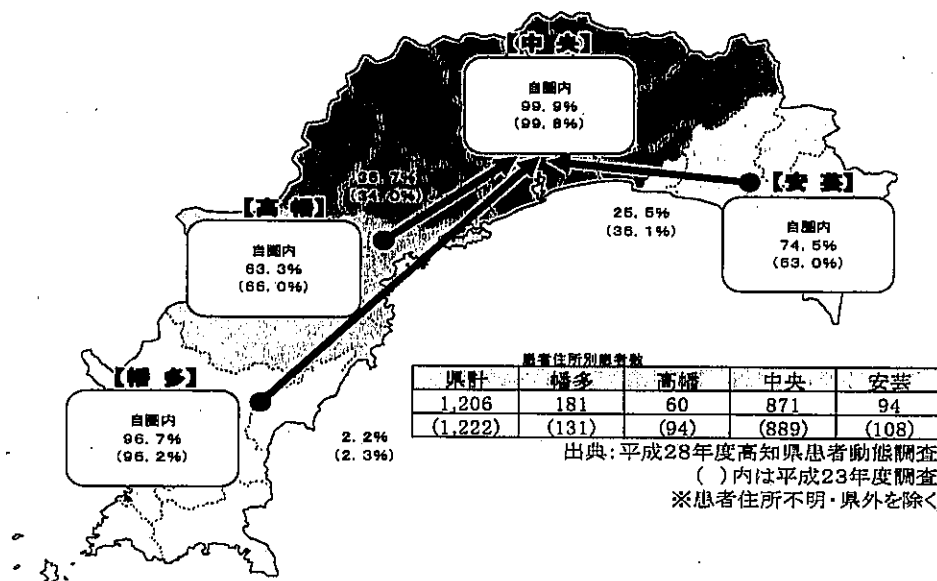 【中 央】
自圏内
99.9%
(99.8%)
36.7%
(34.0%)
【高 幡】
自圏内
63.3%
(66.0%)
【安 芸】
自圏内
74.5%
(63.0%)
25.5%
(36.1%)
【幡 多】
自圏内
96.7%
(96.2%)
2.2%
(2.3%)
患者住所別患者数
県計 幡多 高幡 中央 安芸
1,206 181 60 871 94
(1,222) (131) (94) (889) (108)
出典:平成28年度高知県患者動態調査
( )内は平成23年度調査
※患者住所不明・県外を除く